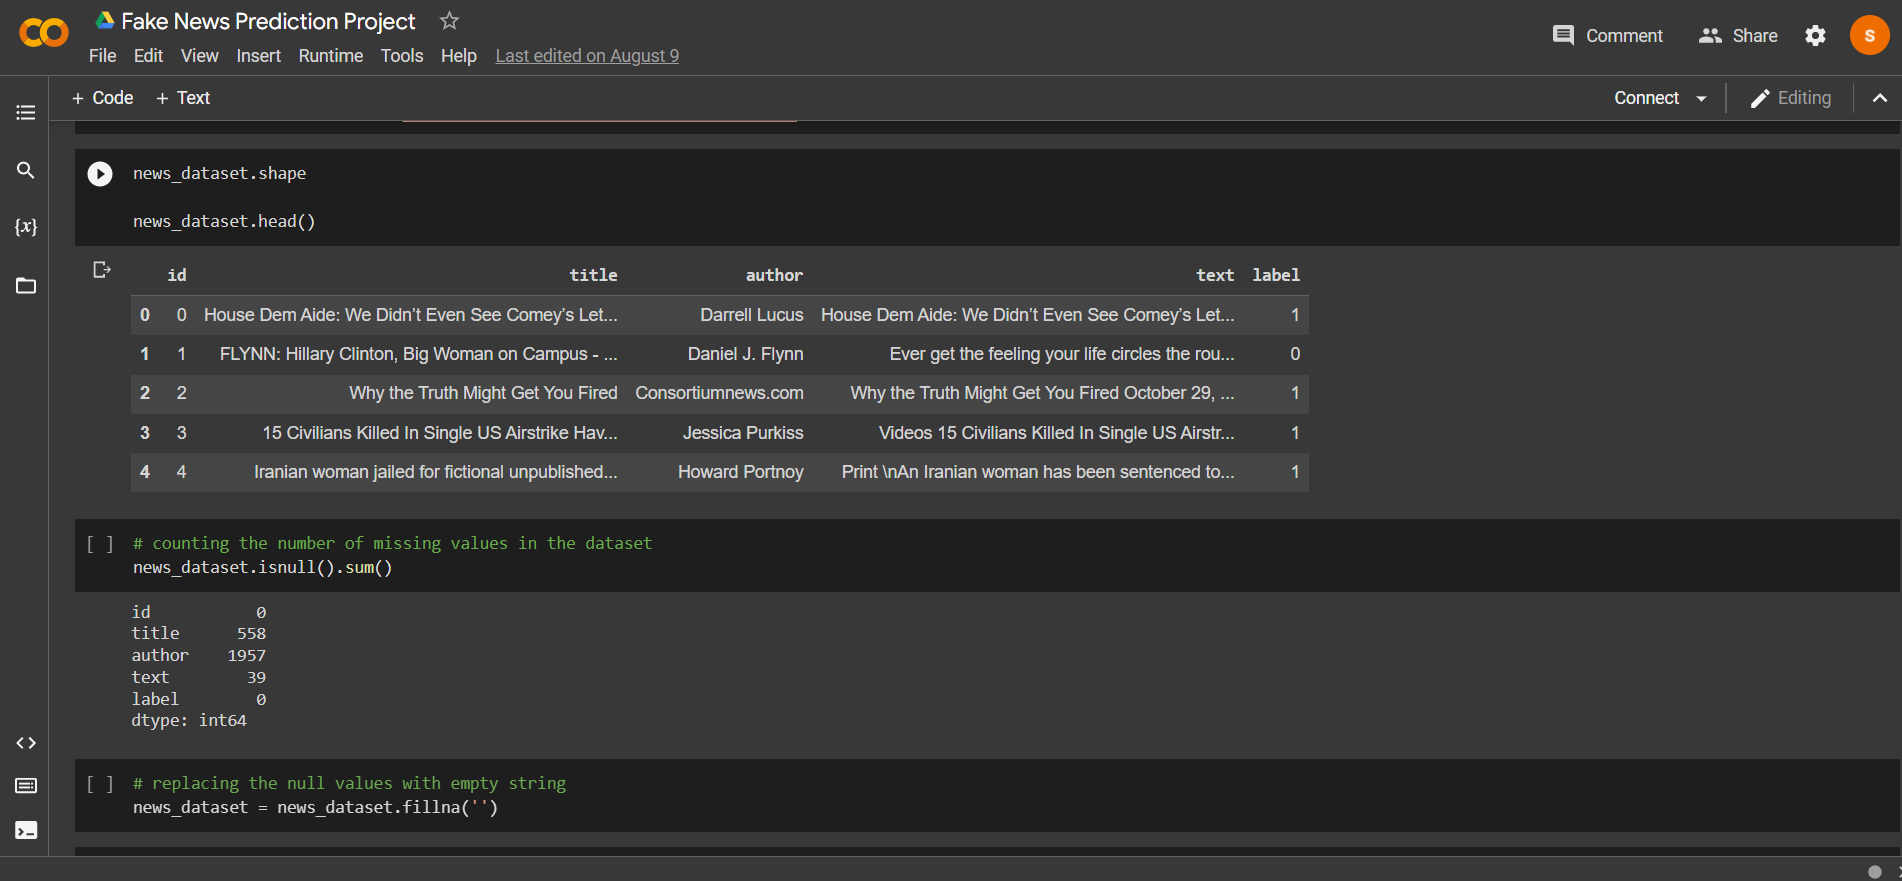 Fake News Prediction Project
File Edit View Insert Runtime Tools Help Last edited on August 9
Comment Share S
+ Code + Text Connect Editing
{x}
news_dataset.shape
news_dataset.head()
id title author text label
0 0 House Dem Aide: We Didn’t Even See Comey’s Let... Darrell Lucus House Dem Aide: We Didn’t Even See Comey’s Let... 1
1 1 FLYNN: Hillary Clinton, Big Woman on Campus - ... Daniel J. Flynn Ever get the feeling your life circles the rou... 0
2 2 Why the Truth Might Get You Fired Consortiumnews.com Why the Truth Might Get You Fired October 29, ... 1
3 3 15 Civilians Killed In Single US Airstrike Hav... Jessica Purkiss Videos 15 Civilians Killed In Single US Airstr... 1
4 4 Iranian woman jailed for fictional unpublished... Howard Portnoy Print \nAn Iranian woman has been sentenced to... 1
[ ] # counting the number of missing values in the dataset
news_dataset.isnull().sum()
id 0
title 558
author 1957
text 39
label 0
dtype: int64
[ ] # replacing the null values with empty string
news_dataset = news_dataset.fillna('')